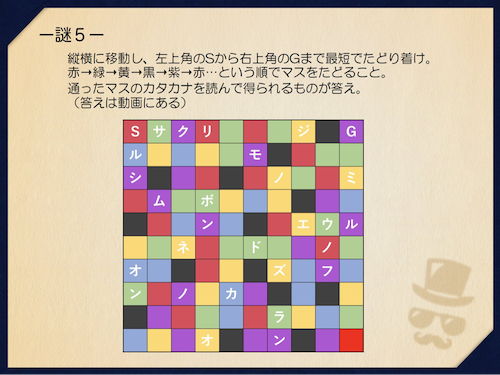 ー謎５ー
縦横に移動し、左上角のSから右上角のGまで最短でたどり着け。
赤→緑→黄→黒→紫→赤…という順でマスをたどること。
通ったマスのカタカナを読んで得られるものが答え。
（答えは動画にある）
S サ ク リ ジ G
ル モ
シ ノ ミ
ム ボ
ン エ ウ ル
ネ ド ノ
オ ズ フ
ン ノ カ
ラ
オ ン